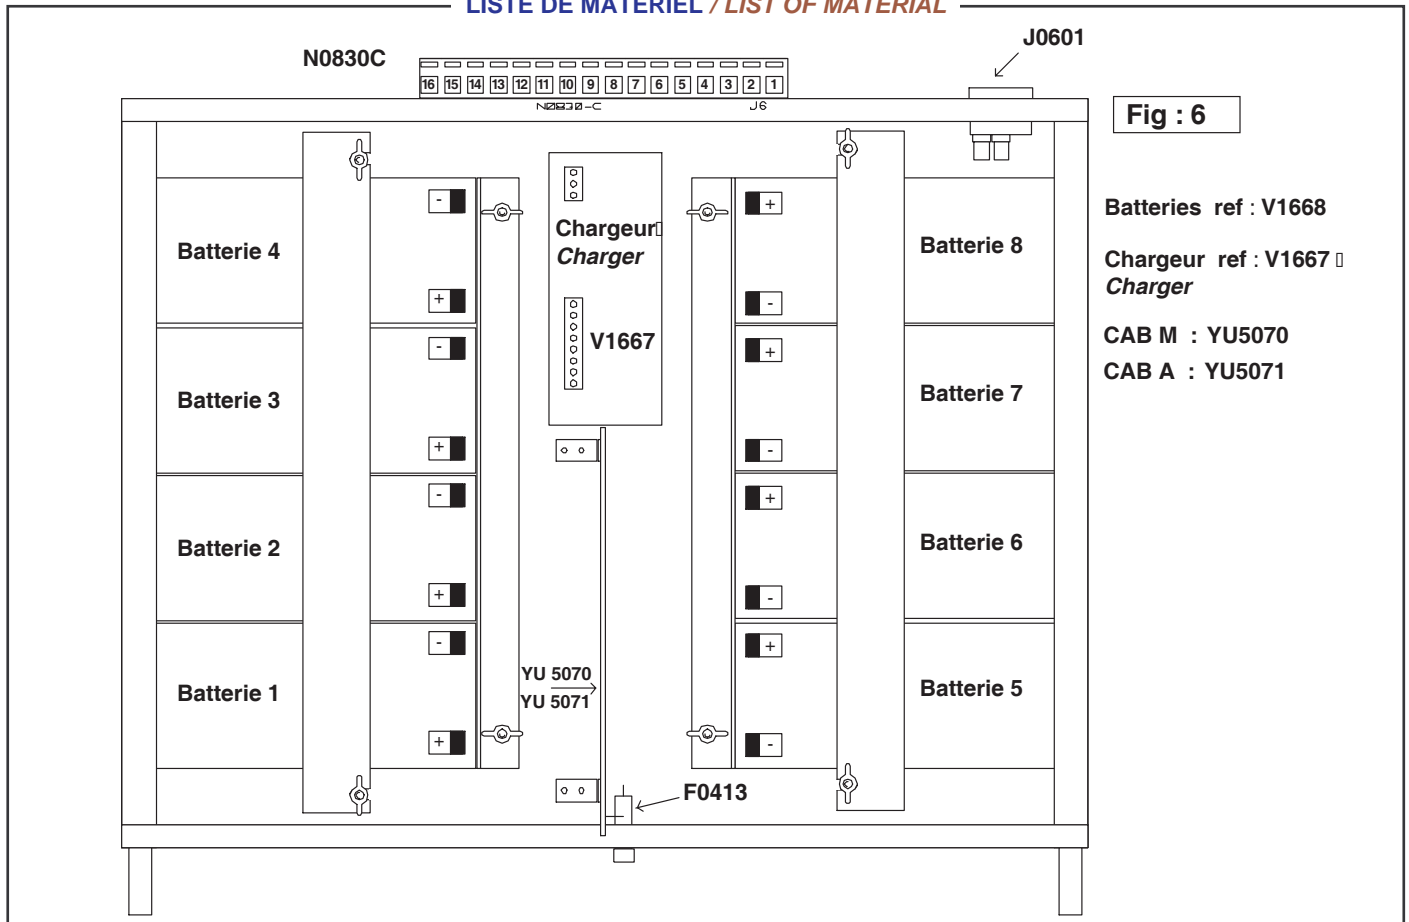 LISTE DE MATERIEL / LIST OF MATERIAL
N0830C
J0601
16 15 14 13 12 11 10 9 8 7 6 5 4 3 2 1
N0830-C
J6
Fig : 6
Batteries ref : V1668
Chargeur ref : V1667
Charger
CAB M : YU5070
CAB A : YU5071
Chargeur
Charger
V1667
Batterie 4
- +
Batterie 3
- +
Batterie 2
- +
Batterie 1
- +
Batterie 8
+ -
Batterie 7
+ -
Batterie 6
+ -
Batterie 5
+ -
YU 5070
YU 5071
F0413